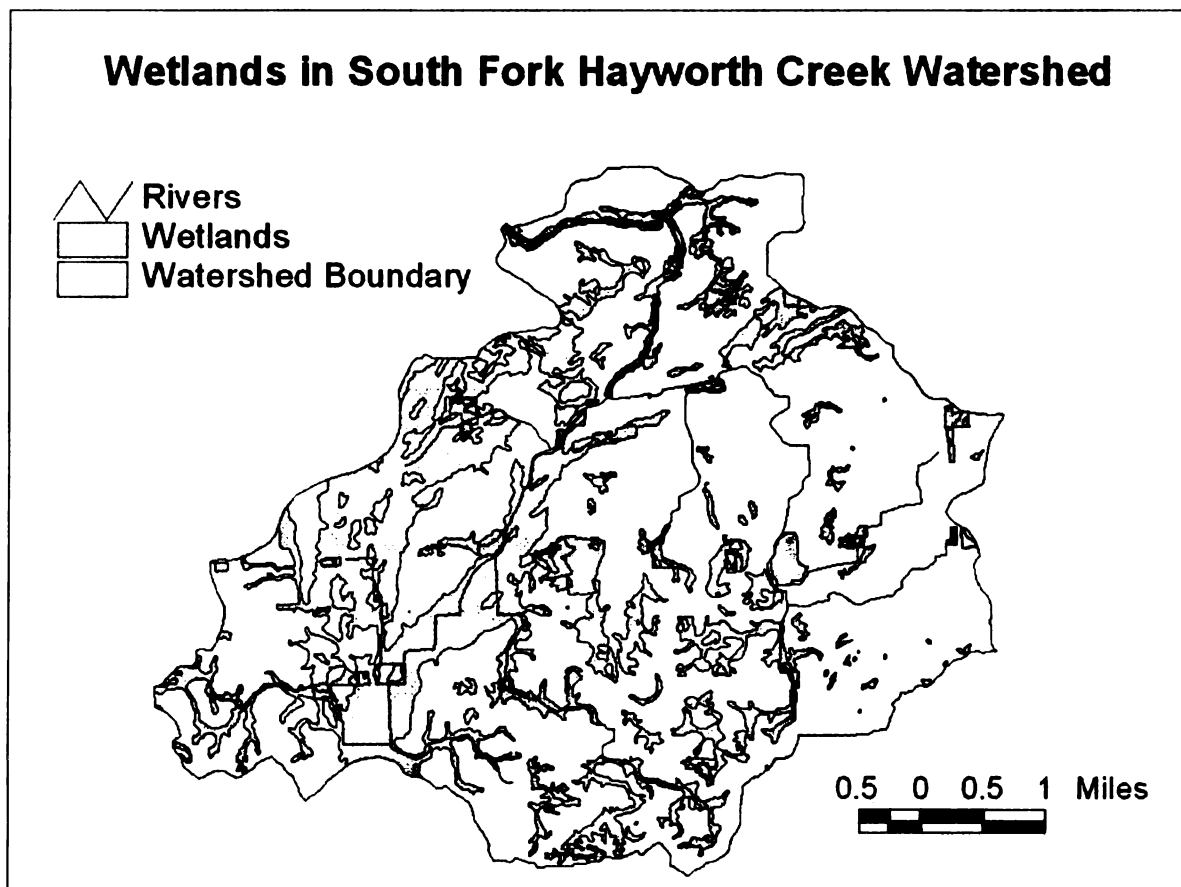 Wetlands in South Fork Hayworth Creek Watershed
Rivers
Wetlands
Watershed Boundary
0.5 0 0.5 1 Miles